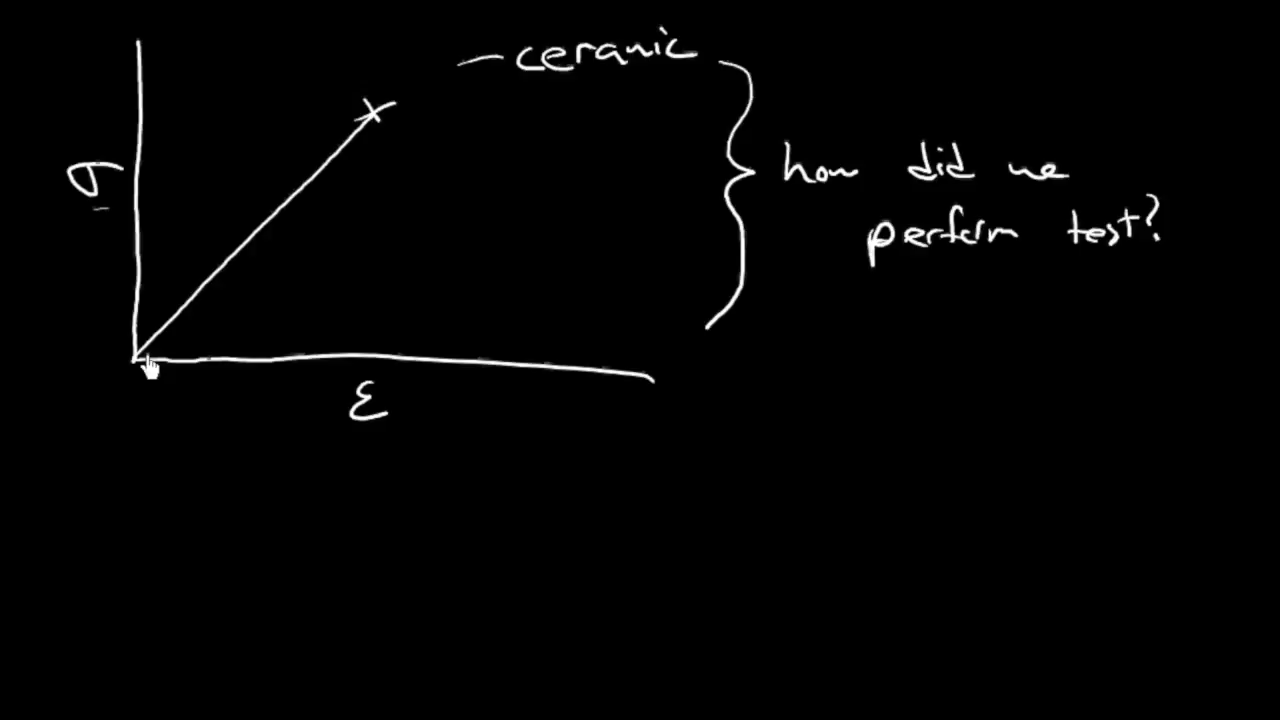 – ceramic
how did we
perform test?
σ
ε